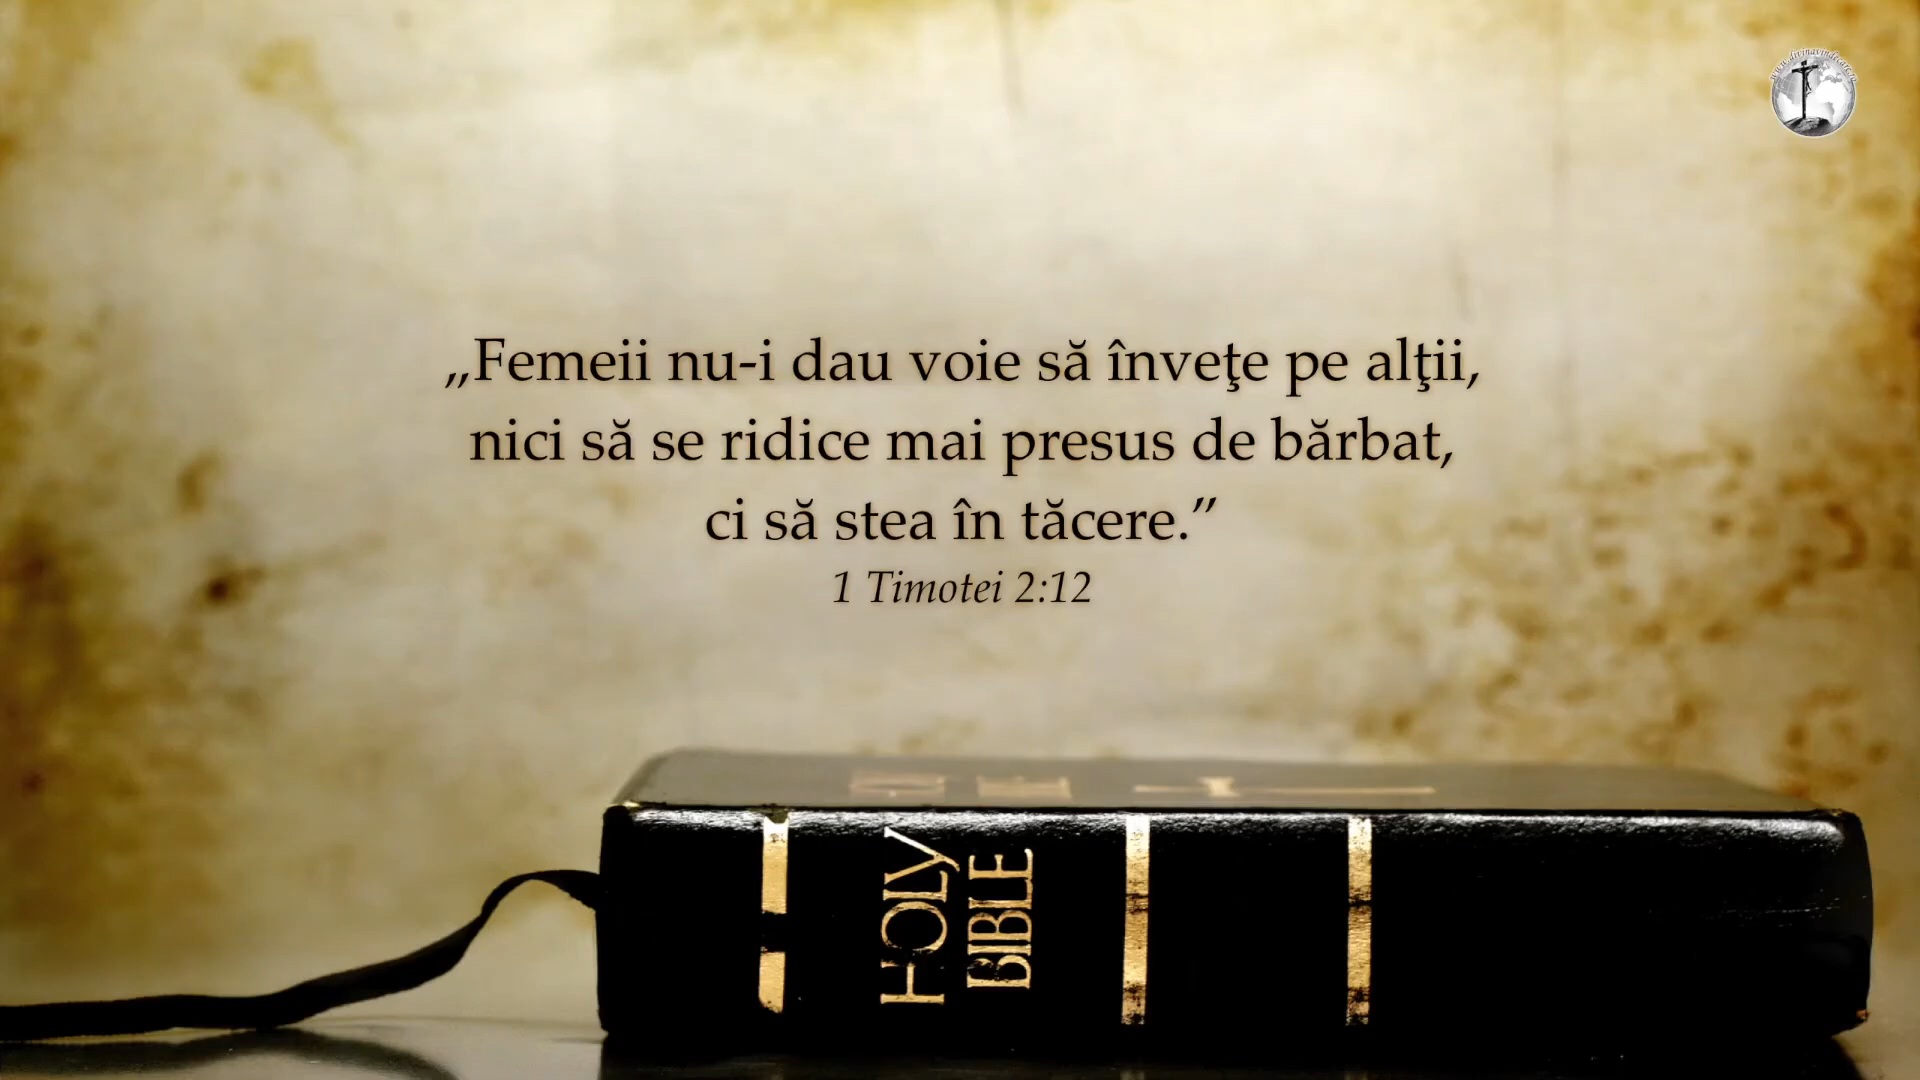 „Femeii nu-i dau voie să înveţe pe alţii,
nici să se ridice mai presus de bărbat,
ci să stea în tăcere.”
1 Timotei 2:12
HOLY
BIBLE